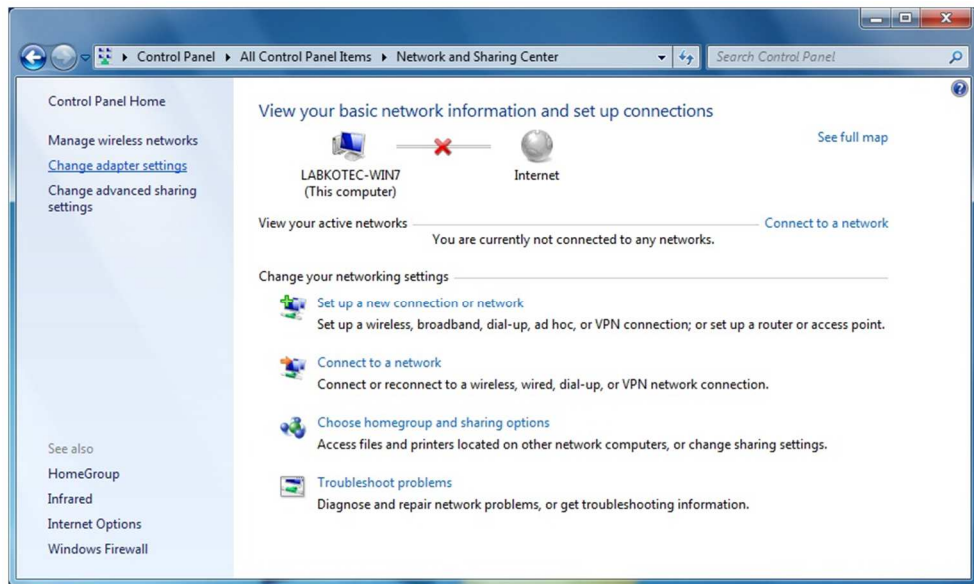 Control Panel ▸ All Control Panel Items ▸ Network and Sharing Center
Search Control Panel
Control Panel Home
Manage wireless networks
Change adapter settings
Change advanced sharing
settings
See also
HomeGroup
Infrared
Internet Options
Windows Firewall
View your basic network information and set up connections
See full map
LABKOTEC-WIN7
(This computer)
Internet
View your active networks
Connect to a network
You are currently not connected to any networks.
Change your networking settings
Set up a new connection or network
Set up a wireless, broadband, dial-up, ad hoc, or VPN connection; or set up a router or access point.
Connect to a network
Connect or reconnect to a wireless, wired, dial-up, or VPN network connection.
Choose homegroup and sharing options
Access files and printers located on other network computers, or change sharing settings.
Troubleshoot problems
Diagnose and repair network problems, or get troubleshooting information.